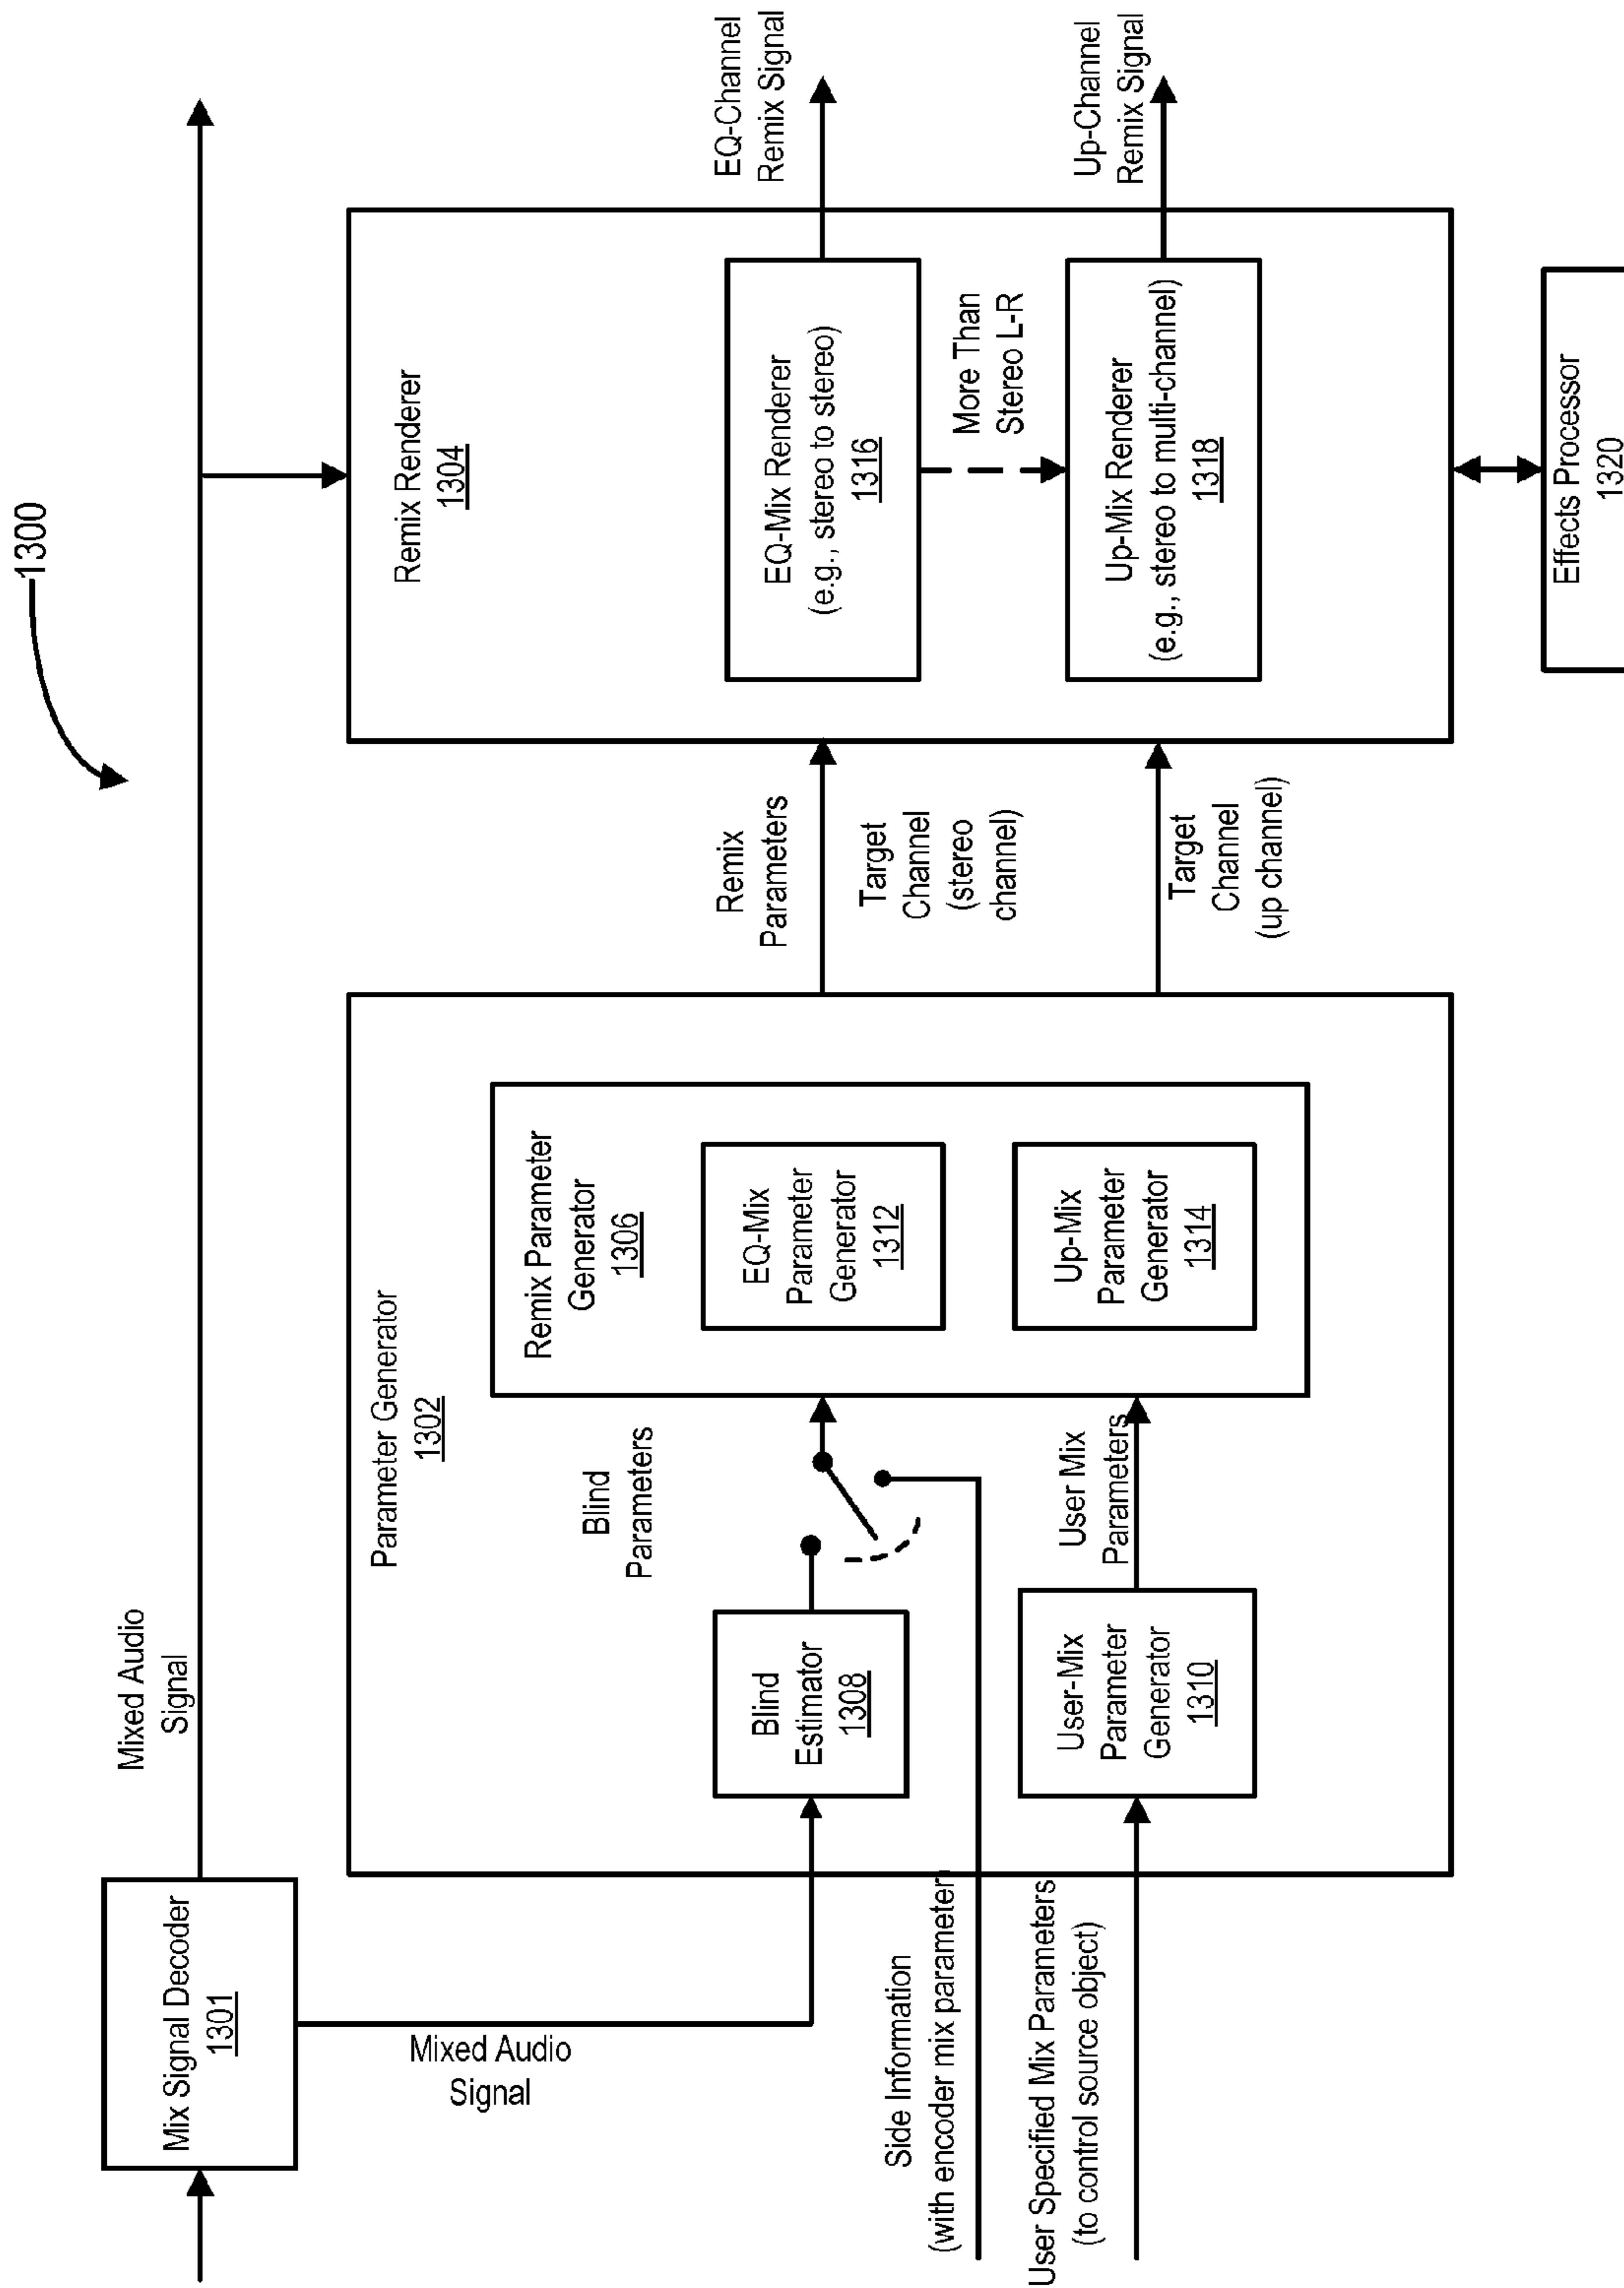 1300
Mix Signal Decoder
1301
Mixed Audio
Signal
Mixed Audio
Signal
Parameter Generator
1302
Blind
Estimator
1308
Blind
Parameters
Remix Parameter
Generator
1306
EQ-Mix
Parameter
Generator
1312
Up-Mix
Parameter
Generator
1314
User-Mix
Parameter
Generator
1310
User Mix
Parameters
Side Information
(with encoder mix parameter)
User Specified Mix Parameters
(to control source object)
Remix
Parameters
Target
Channel
(stereo
channel)
Target
Channel
(up channel)
Remix Renderer
1304
EQ-Mix Renderer
(e.g., stereo to stereo)
1316
More Than
Stereo L-R
Up-Mix Renderer
(e.g., stereo to multi-channel)
1318
EQ-Channel
Remix Signal
Up-Channel
Remix Signal
Effects Processor
1320